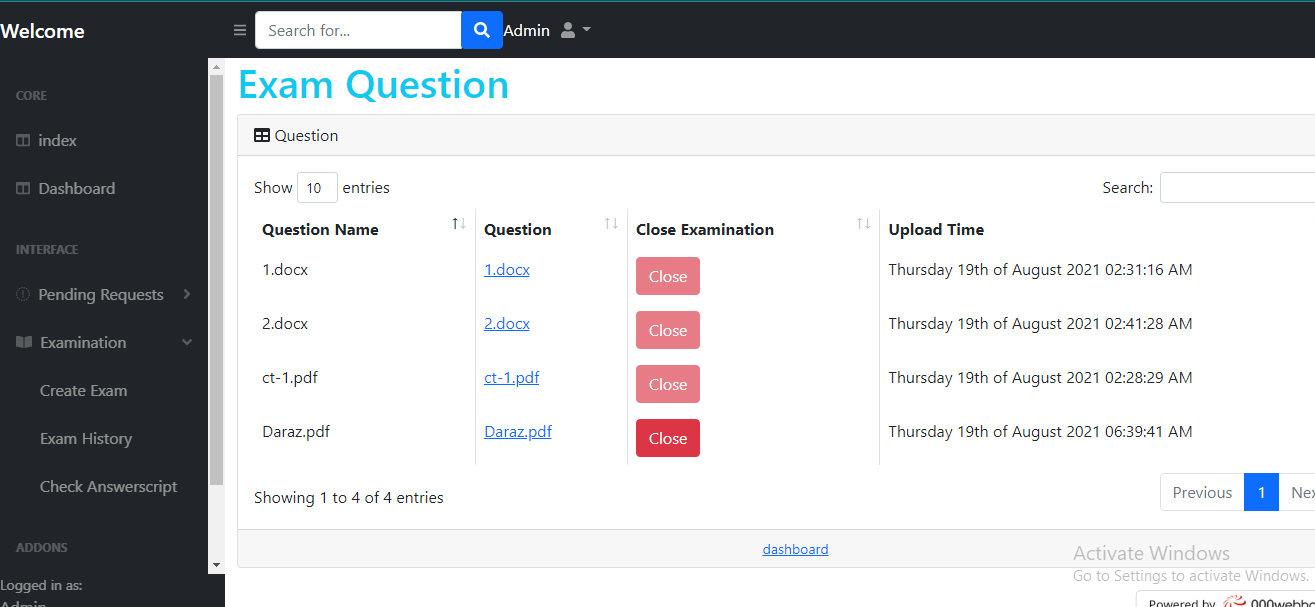 Welcome
Search for...
Admin
CORE
index
Dashboard
INTERFACE
Pending Requests
Examination
Create Exam
Exam History
Check Answerscript
ADDONS
Logged in as:
Admin
Exam Question
Question
Show 10 entries
Search:
Question Name Question Close Examination Upload Time
1.docx 1.docx Close Thursday 19th of August 2021 02:31:16 AM
2.docx 2.docx Close Thursday 19th of August 2021 02:41:28 AM
ct-1.pdf ct-1.pdf Close Thursday 19th of August 2021 02:28:29 AM
Daraz.pdf Daraz.pdf Close Thursday 19th of August 2021 06:39:41 AM
Showing 1 to 4 of 4 entries
Previous 1
dashboard
Activate Windows
Go to Settings to activate Windows.
Powered by